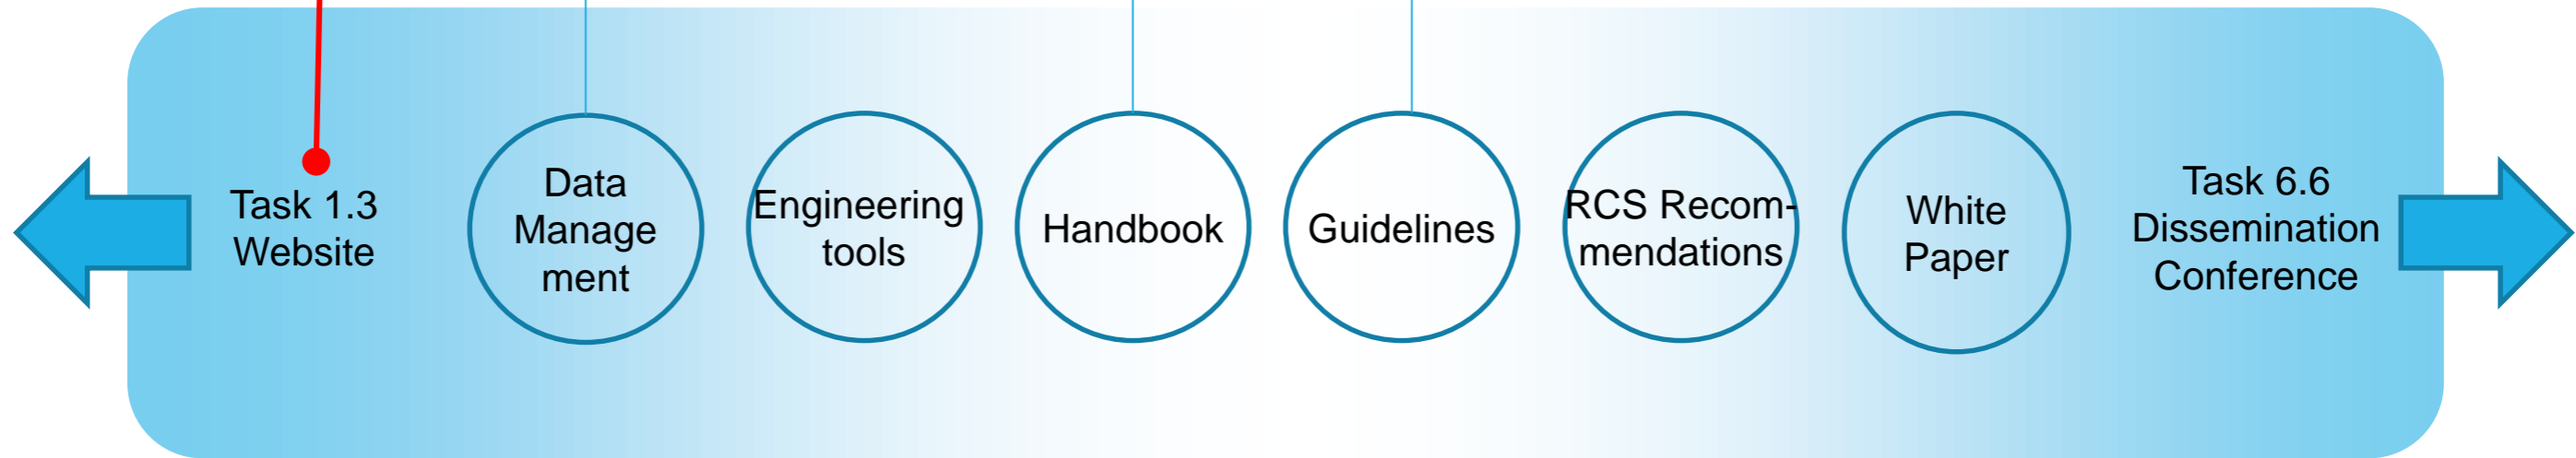 Task 1.3
Website
Data
Manage
ment
Engineering
tools
Handbook
Guidelines
RCS Recom-
mendations
White
Paper
Task 6.6
Dissemination
Conference